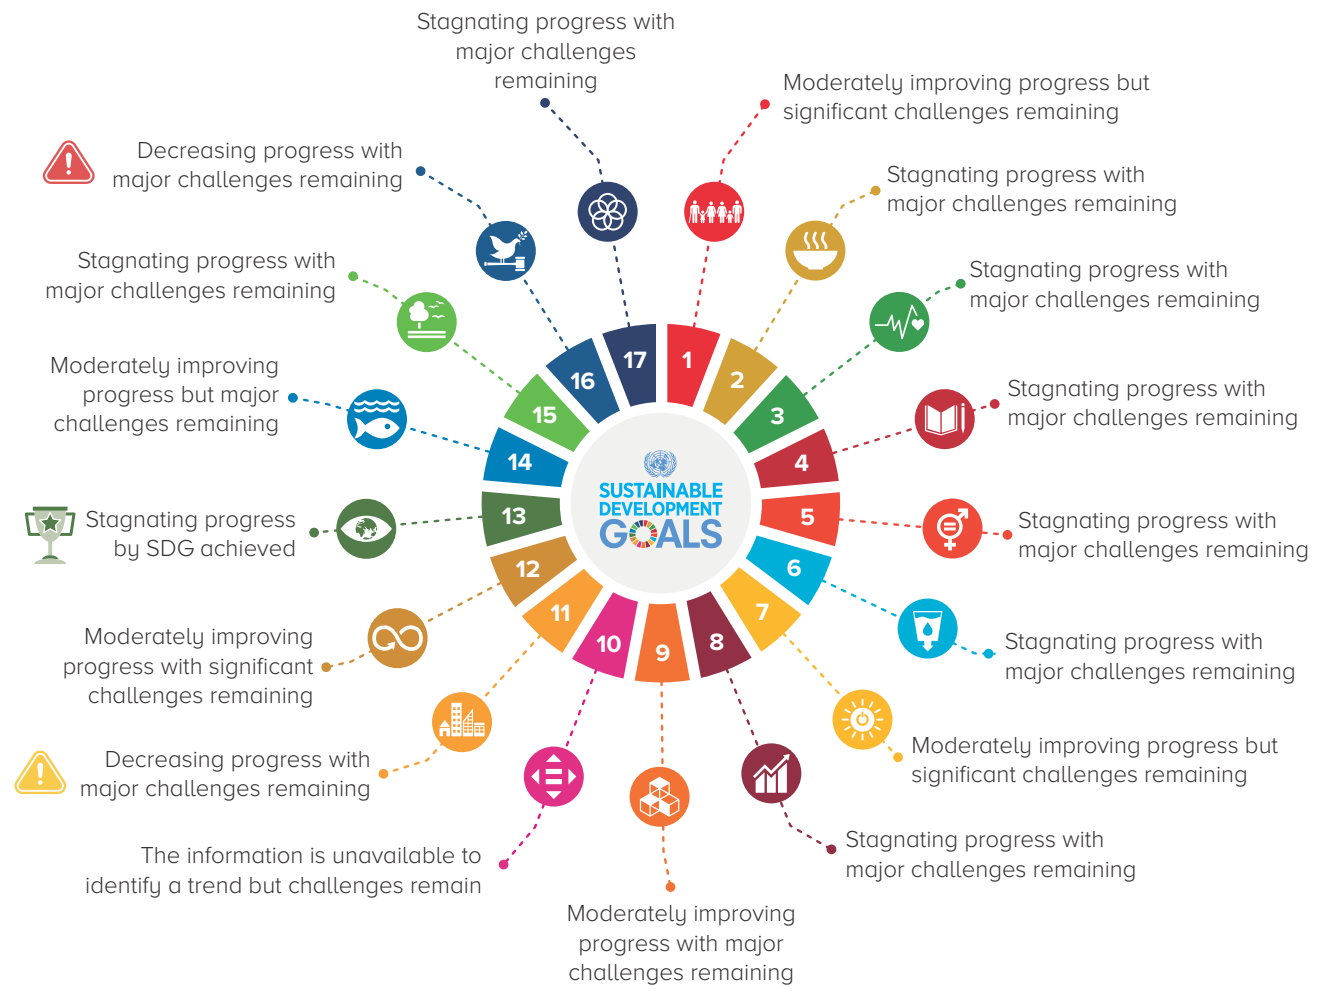 Stagnating progress with
major challenges
remaining
Moderately improving progress but
significant challenges remaining
Decreasing progress with
major challenges remaining
Stagnating progress with
major challenges remaining
Stagnating progress with
major challenges remaining
Stagnating progress with
major challenges remaining
Moderately improving
progress but major
challenges remaining
Stagnating progress with
major challenges remaining
Stagnating progress
by SDG achieved
Stagnating progress with
major challenges remaining
Moderately improving
progress with significant
challenges remaining
Stagnating progress with
major challenges remaining
Decreasing progress with
major challenges remaining
Moderately improving progress but
significant challenges remaining
The information is unavailable to
identify a trend but challenges remain
Stagnating progress with
major challenges remaining
Moderately improving
progress with major
challenges remaining
1
2
3
4
5
6
7
8
9
10
11
12
13
14
15
16
17
SUSTAINABLE
DEVELOPMENT
GOALS